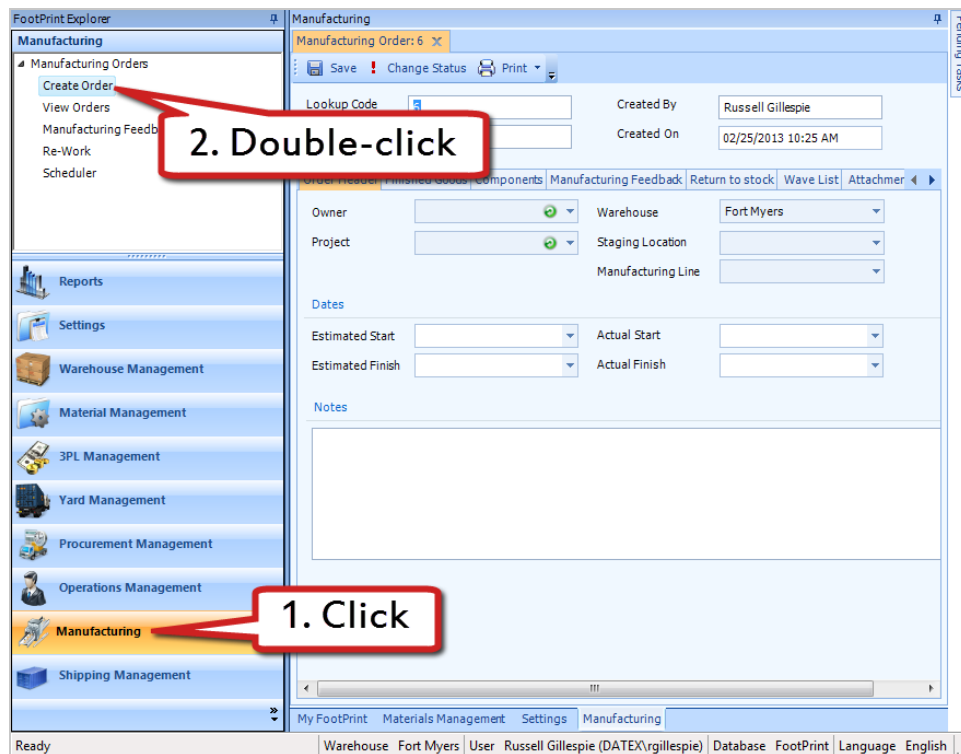 FootPrint Explorer
Manufacturing
Manufacturing Orders
Create Order
View Orders
Manufacturing Feedb
Re-Work
Scheduler
2. Double-click
Reports
Settings
Warehouse Management
Material Management
3PL Management
Yard Management
Procurement Management
Operations Management
Manufacturing
Shipping Management
1. Click
Manufacturing
Manufacturing Order: 6
Save Change Status Print
Lookup Code 6 Created By Russell Gillespie
Created On 02/25/2013 10:25 AM
Order Header Finished Goods Components Manufacturing Feedback Return to stock Wave List Attachmer
Owner Warehouse Fort Myers
Project Staging Location
Manufacturing Line
Dates
Estimated Start Actual Start
Estimated Finish Actual Finish
Notes
My FootPrint Materials Management Settings Manufacturing
Pending Tasks
Ready Warehouse Fort Myers User Russell Gillespie (DATEX\rgillespie) Database FootPrint Language English